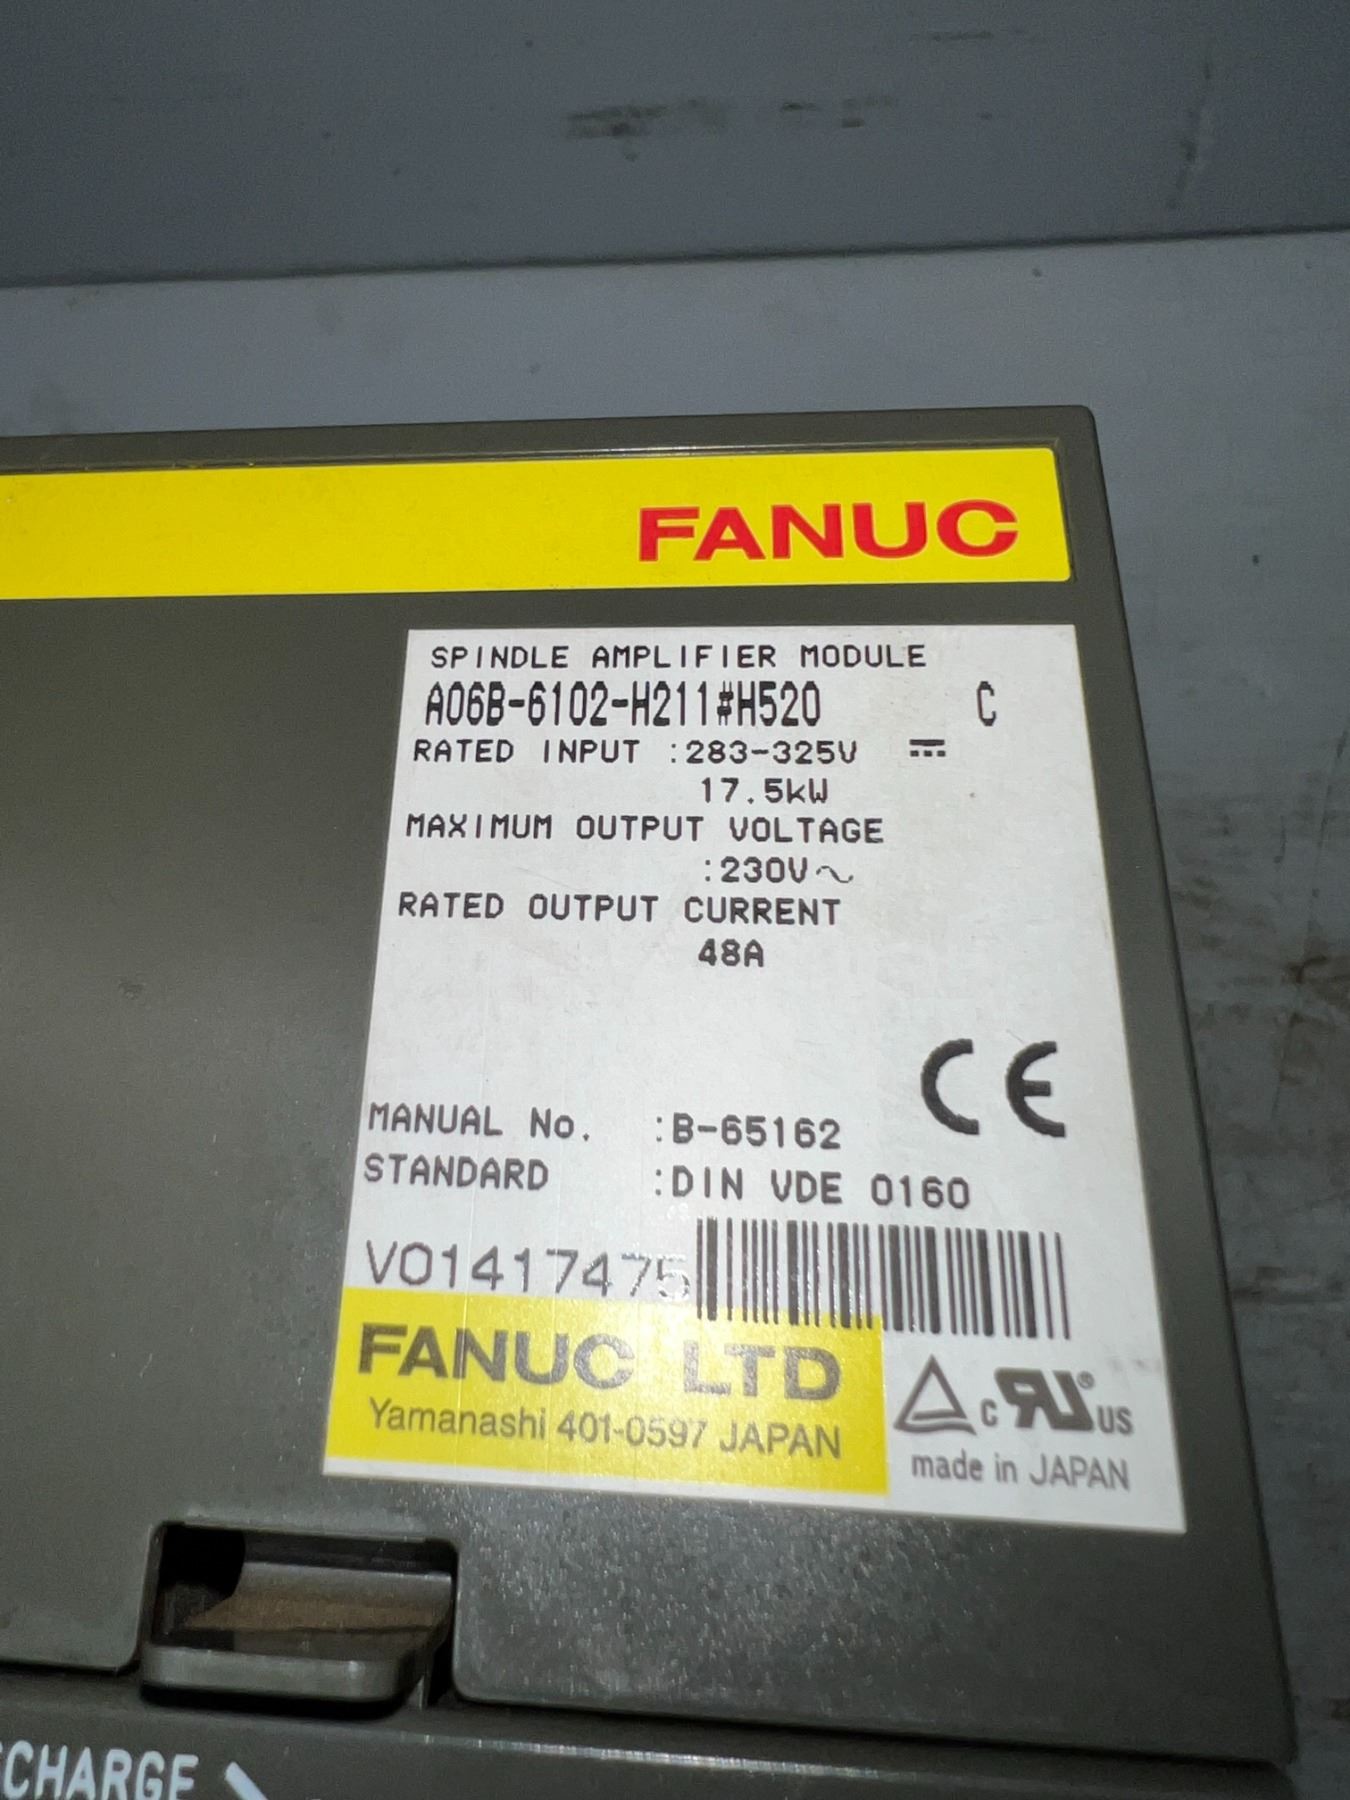 FANUC
SPINDLE AMPLIFIER MODULE
A06B-6102-H211#H520 C
RATED INPUT :283-325V ⎓
17.5kW
MAXIMUM OUTPUT VOLTAGE
:230V~
RATED OUTPUT CURRENT
48A
CE
MANUAL No. :B-65162
STANDARD :DIN VDE 0160
V01417475
FANUC LTD
Yamanashi 401-0597 JAPAN
c RU® US
made in JAPAN
CHARGE